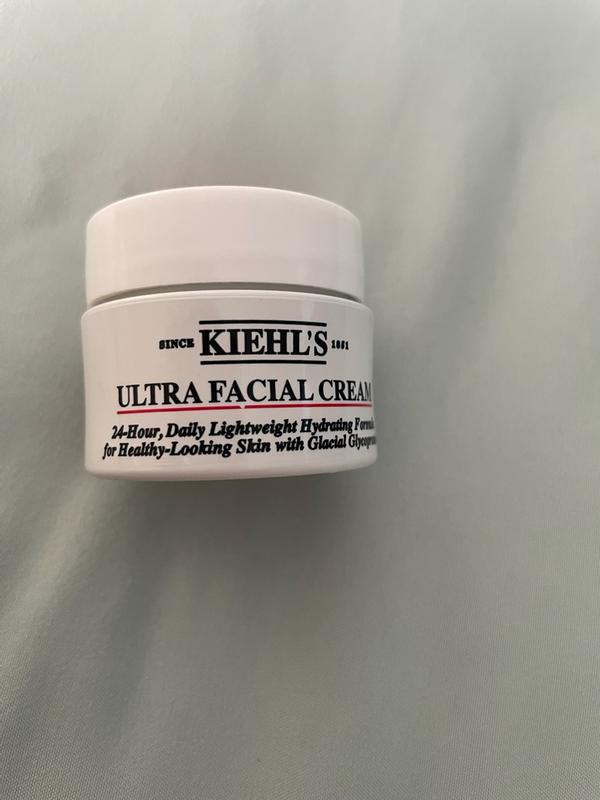 SINCE KIEHL'S 1851
ULTRA FACIAL CREAM
24-Hour, Daily Lightweight Hydrating
for Healthy-Looking Skin with Glacial